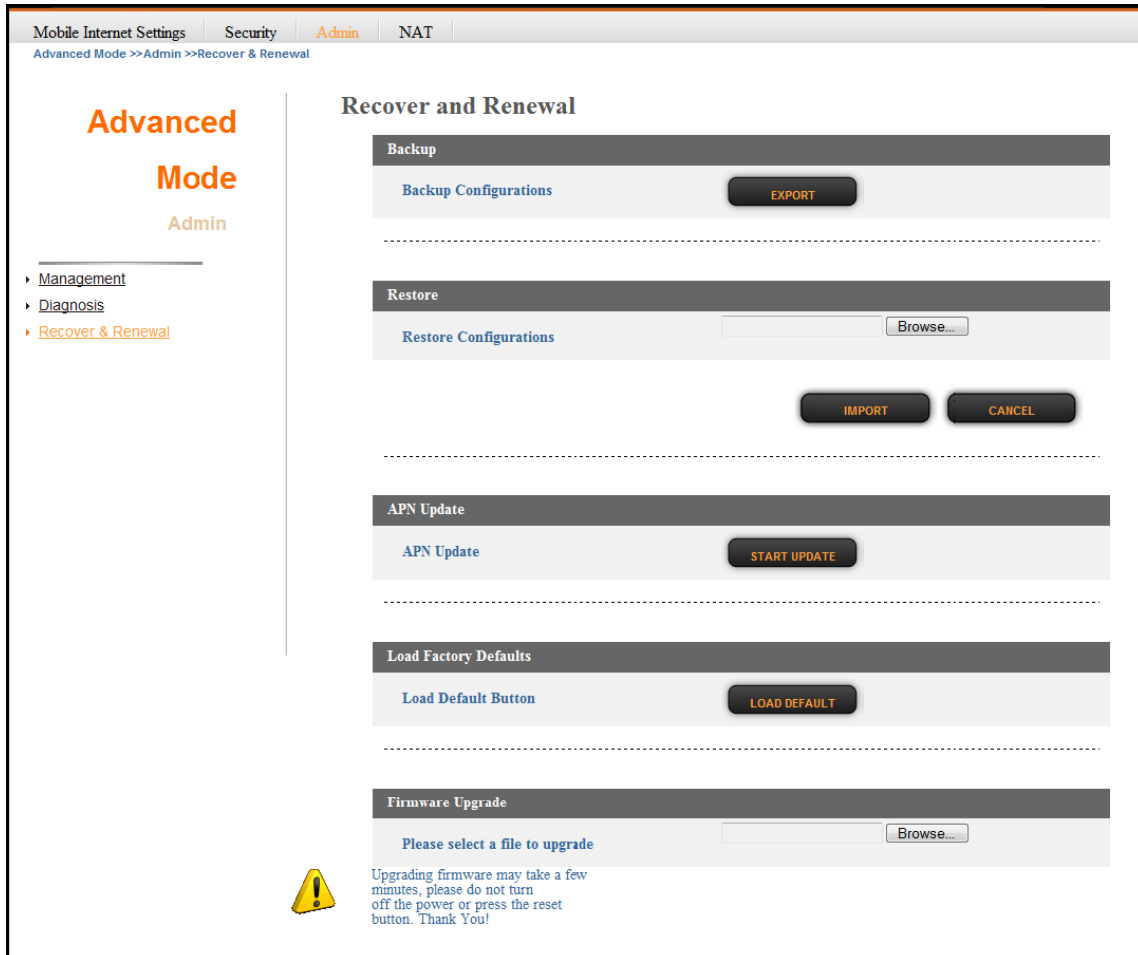 Mobile Internet Settings Security Admin NAT
Advanced Mode >>Admin >>Recover & Renewal
Advanced
Mode
Admin
Management
Diagnosis
Recover & Renewal
Recover and Renewal
Backup
Backup Configurations EXPORT
Restore
Restore Configurations Browse...
IMPORT CANCEL
APN Update
APN Update START UPDATE
Load Factory Defaults
Load Default Button LOAD DEFAULT
Firmware Upgrade
Please select a file to upgrade Browse...
Upgrading firmware may take a few
minutes, please do not turn
off the power or press the reset
button. Thank You!